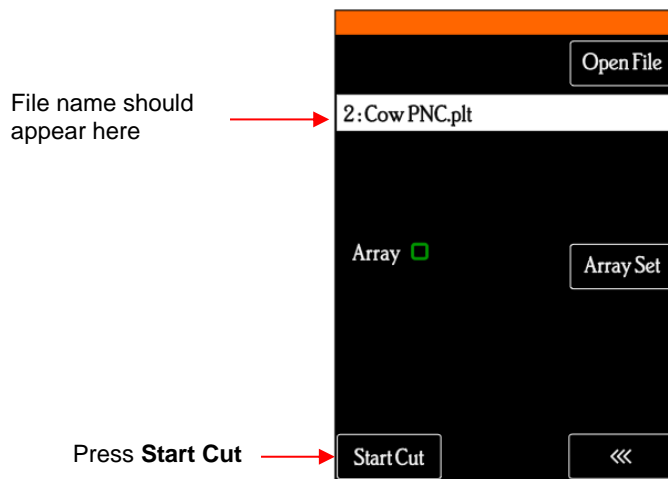 Open File
File name should
appear here
2:Cow PNC.plt
Array
Array Set
Press Start Cut
Start Cut
<<<